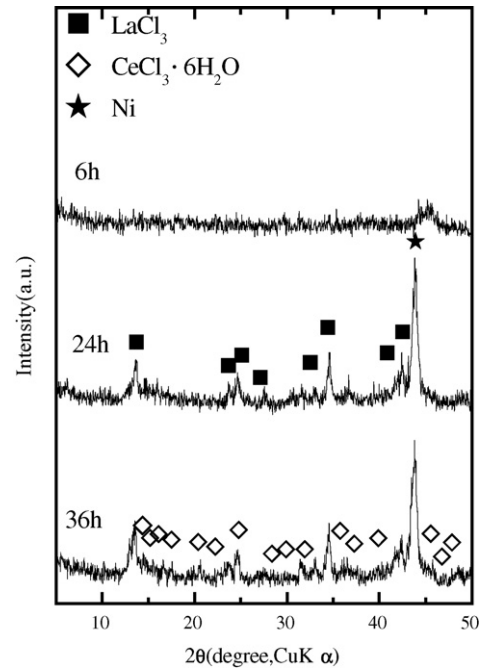 ■ LaCl₃
◇ CeCl₃· 6H₂O
★ Ni
6h
24h
36h
Intensity(a.u.)
10 20 30 40 50
2θ(degree,CuK α)